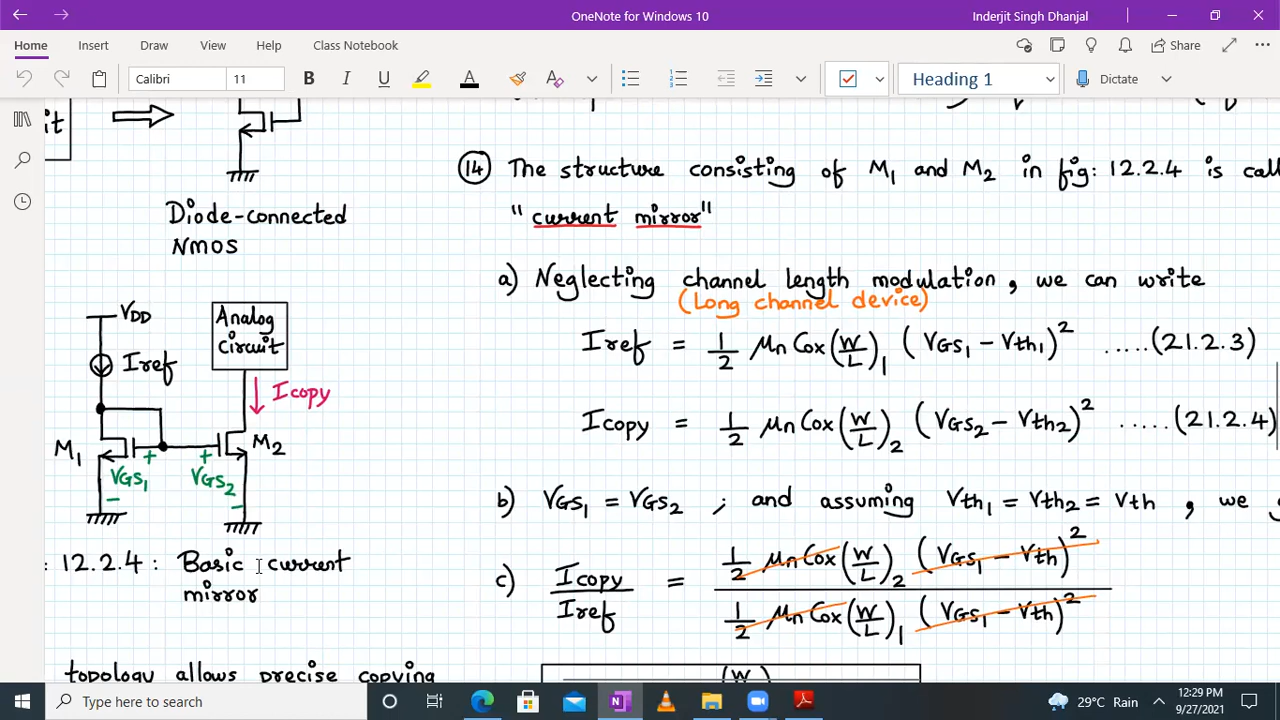 OneNote for Windows 10
Inderjit Singh Dhanjal
Home Insert Draw View Help Class Notebook
Share
Calibri 11 B I U A Heading 1 Dictate
it
Diode-connected
NMOS
VDD
Iref
Analog
Circuit
Icopy
M1
M2
VGS1
VGS2
+ +
- -
: 12.2.4 : Basic current
mirror
topology allows precise copying
14 The structure consisting of M1 and M2 in fig: 12.2.4 is call
"current mirror"
a) Neglecting channel length modulation, we can write
(Long channel device)
Iref = 1/2 μn Cox (W/L)1 (VGS1 - Vth1)² ....(21.2.3)
Icopy = 1/2 μn Cox (W/L)2 (VGS2 - Vth2)² .....(21.2.4)
b) VGS1 = VGS2 ; and assuming Vth1 = Vth2 = Vth , we g
c) Icopy/Iref = 1/2 μn Cox (W/L)2 (VGS1 - Vth)²
1/2 μn Cox (W/L)1 (VGS1 - Vth)²
(W)
Type here to search
29°C Rain
12:29 PM
9/27/2021